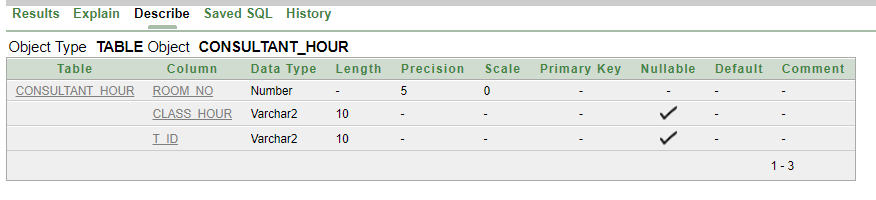 Results Explain Describe Saved SQL History
Object Type TABLE Object CONSULTANT_HOUR
Table Column Data Type Length Precision Scale Primary Key Nullable Default Comment
CONSULTANT_HOUR ROOM_NO Number - 5 0 - - - -
CLASS_HOUR Varchar2 10 - - - ✓ - -
T_ID Varchar2 10 - - - ✓ - -
1 - 3